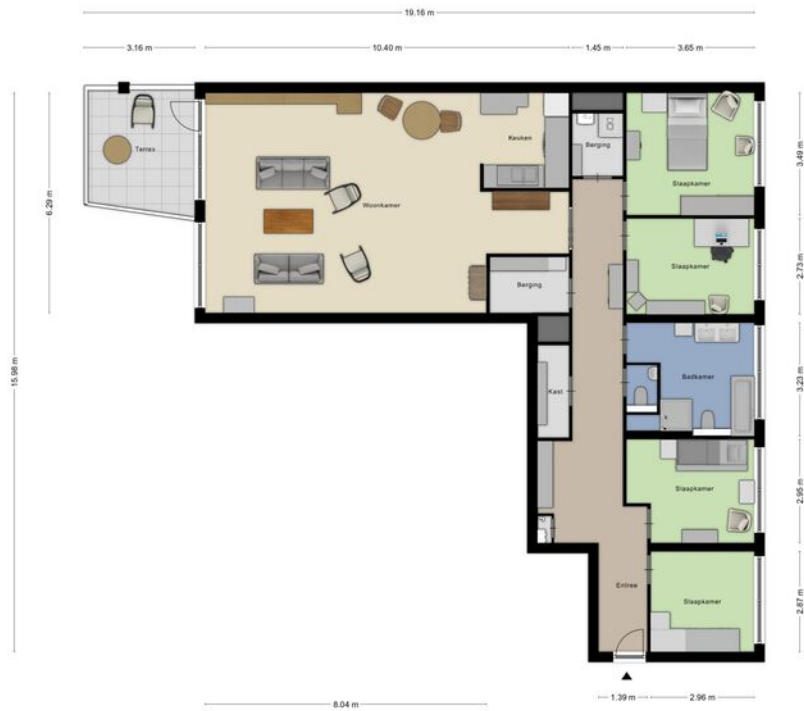 19.16 m
3.16 m
10.40 m
1.45 m
3.65 m
Terras
Woonkamer
Keuken
Berging
Slaapkamer
3.49 m
6.29 m
Slaapkamer
2.73 m
Berging
15.98 m
Kast
Badkamer
3.23 m
Slaapkamer
2.95 m
Entree
Slaapkamer
2.87 m
1.39 m
2.96 m
8.04 m